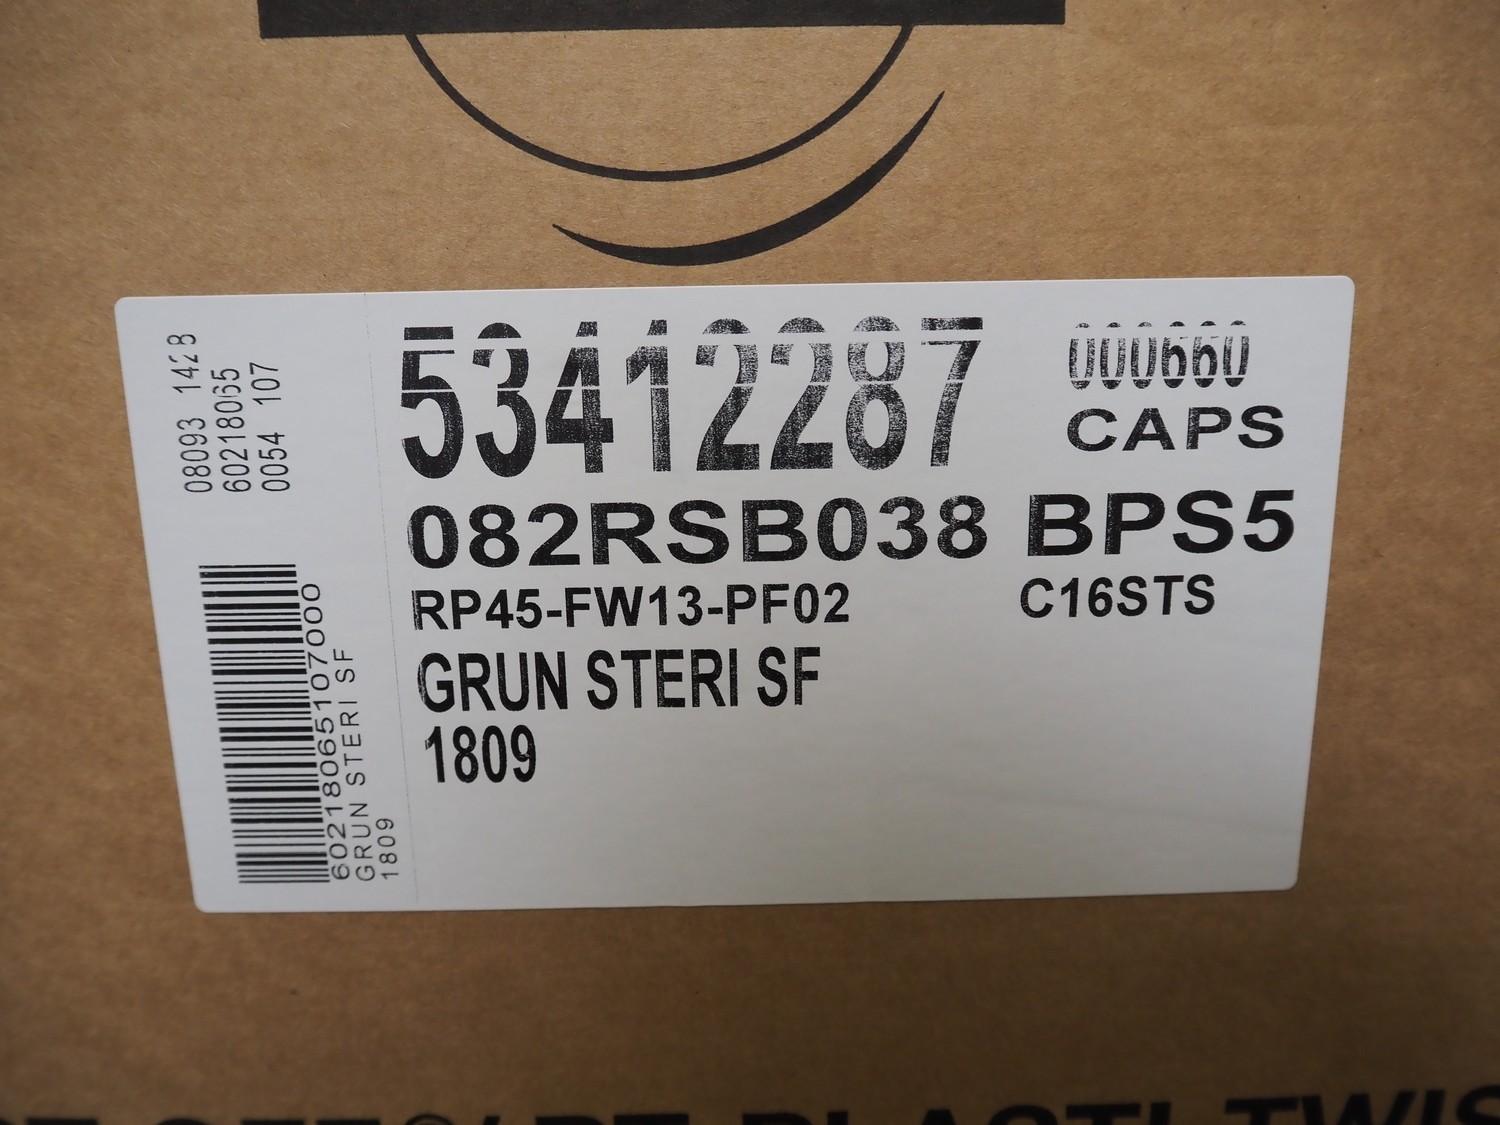 53412287 000660
CAPS
082RSB038 BPS5
RP45-FW13-PF02 C16STS
GRUN STERI SF
1809
08093 1428
60218065
0054 107
60218065107000
GRUN STERI SF
1809